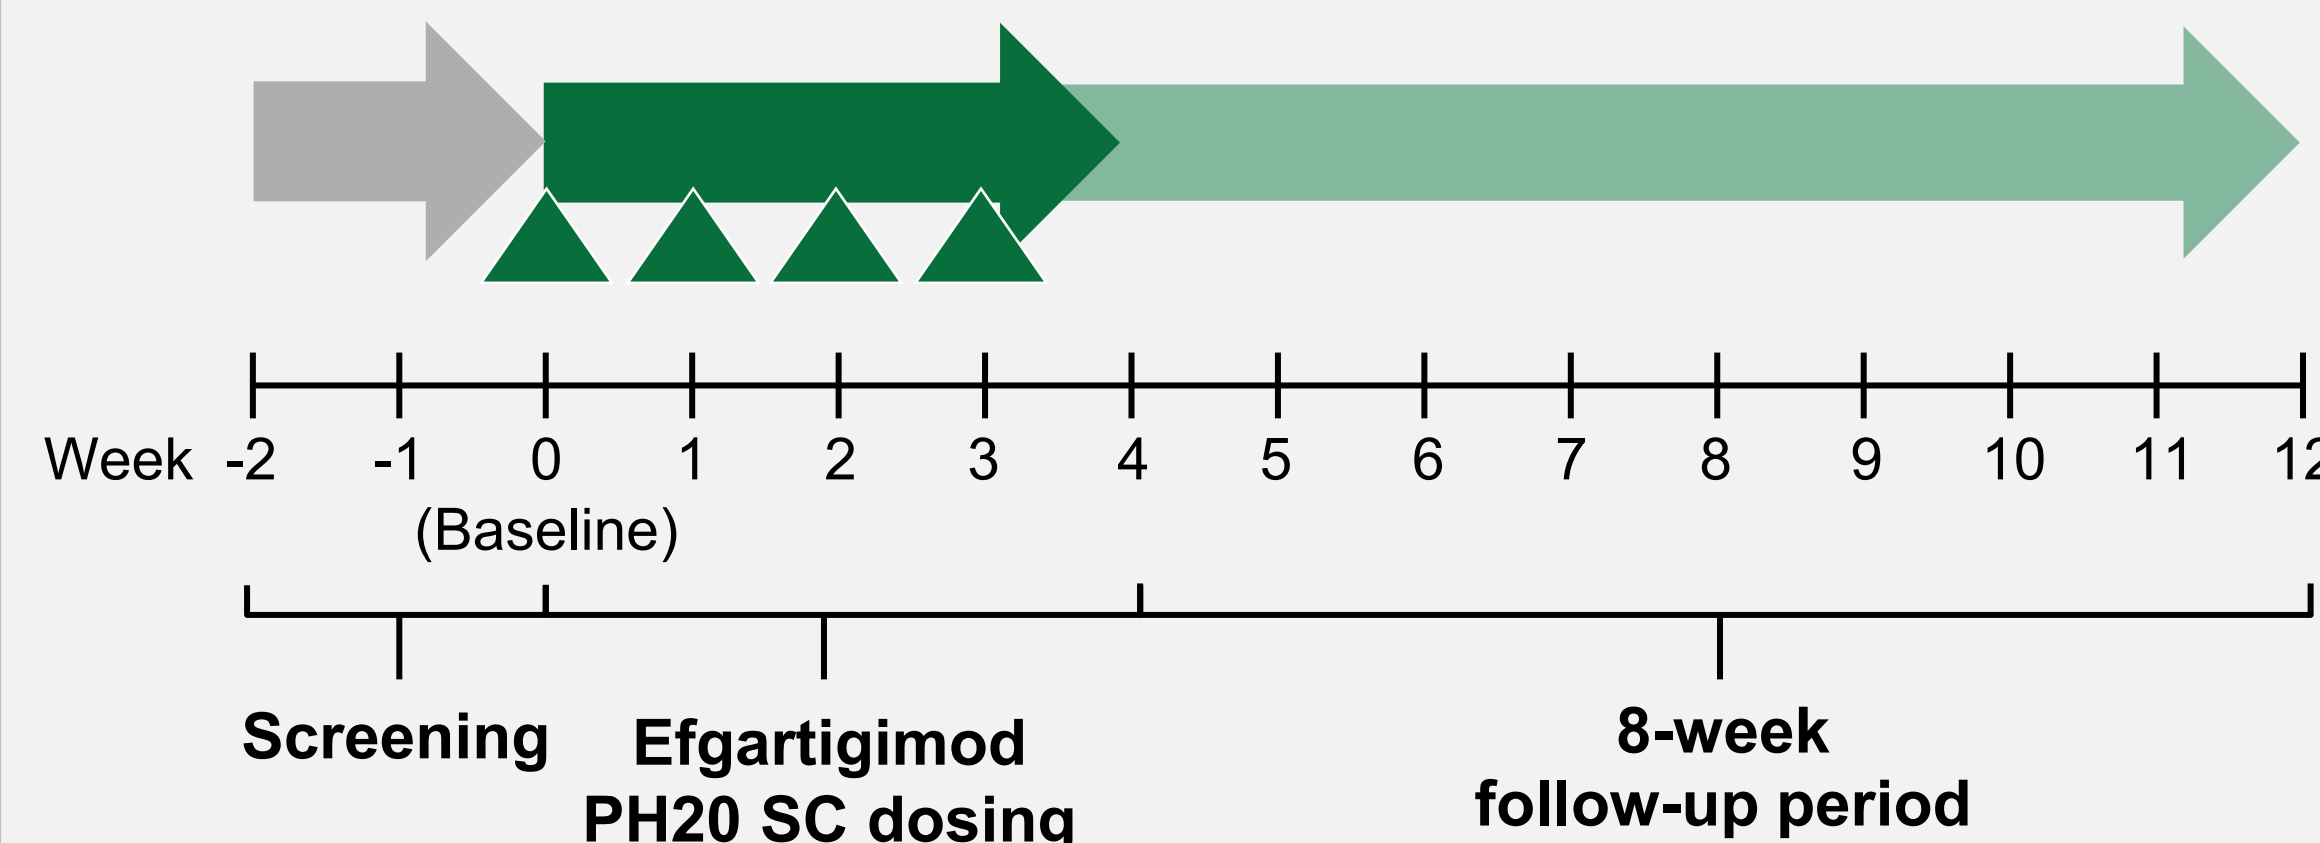 Week -2 -1 0 1 2 3 4 5 6 7 8 9 10 11 12
(Baseline)
Screening
Efgartigimod
PH20 SC dosing
8-week
follow-up period